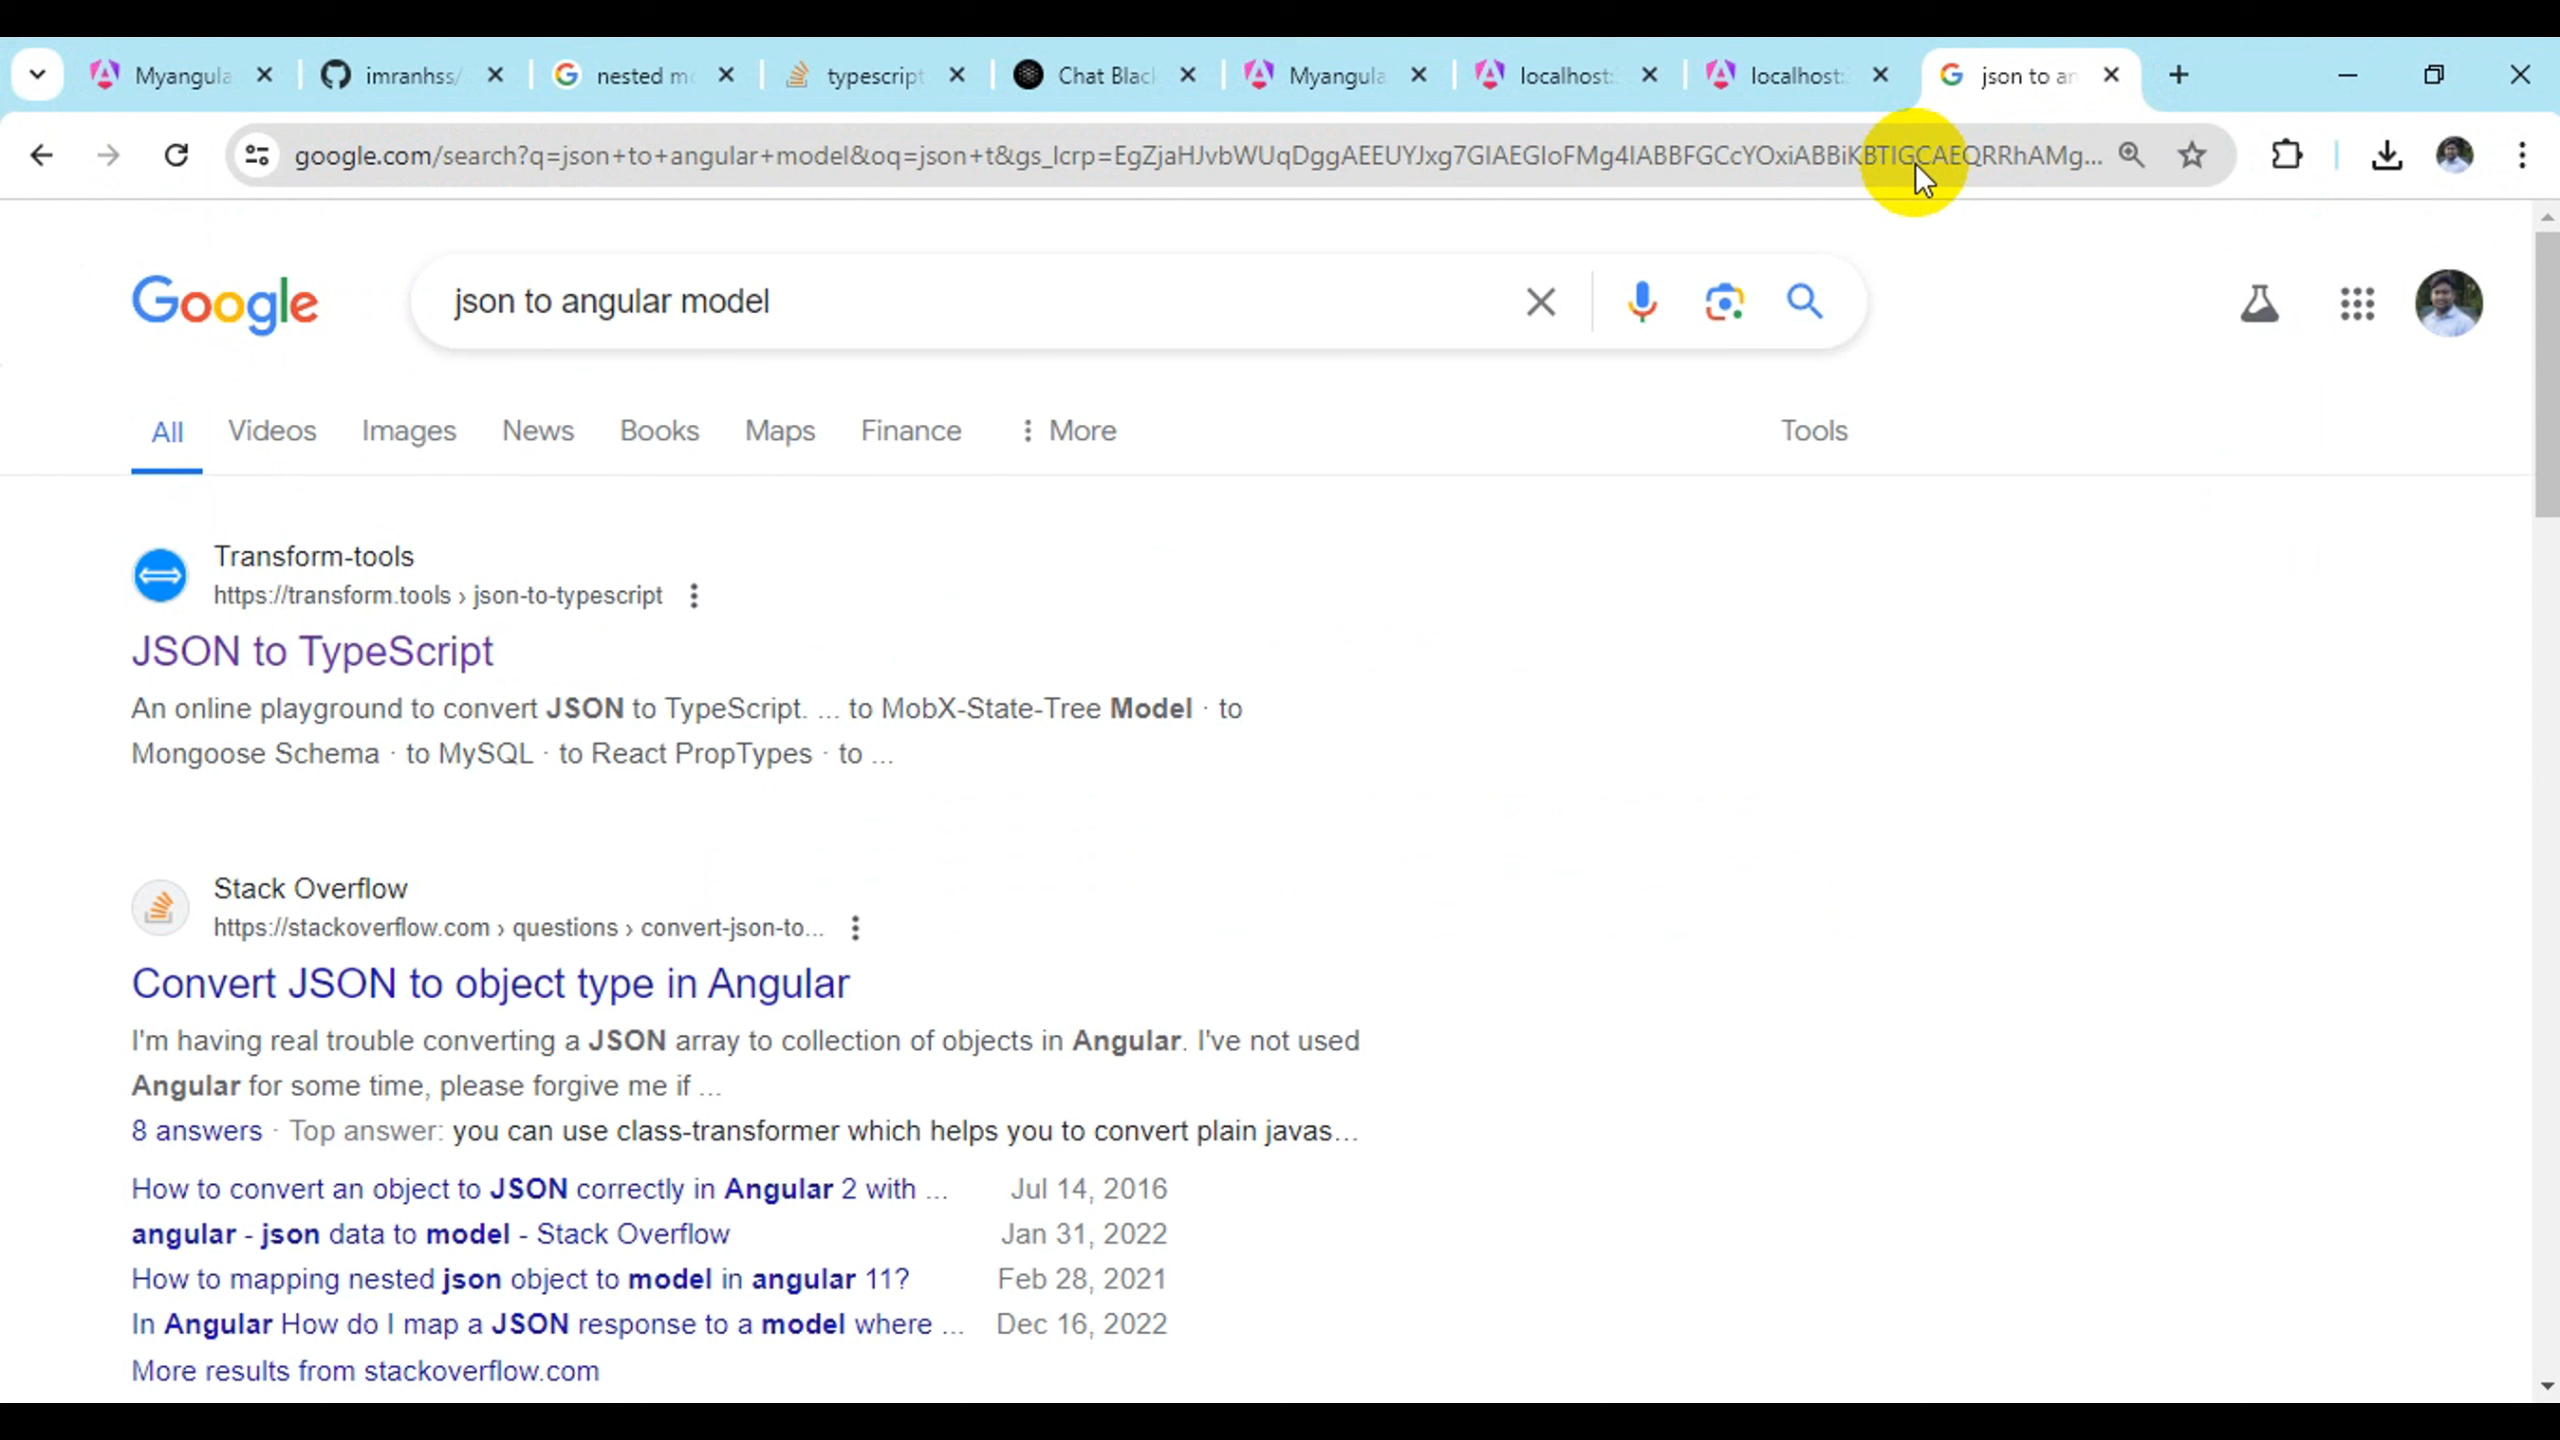 Myangula
imranhss/
nested mo
typescript
Chat Blac
Myangula
localhost:
localhost:
json to an
google.com/search?q=json+to+angular+model&oq=json+t&gs_lcrp=EgZjaHJvbWUqDggAEEUYJxg7GIAEGIoFMg4IABBFGCcYOxiABBiKBTIGCAEQRRhAMg...
Google
json to angular model
All Videos Images News Books Maps Finance More Tools
Transform-tools
https://transform.tools › json-to-typescript
JSON to TypeScript
An online playground to convert JSON to TypeScript. ... to MobX-State-Tree Model · to
Mongoose Schema · to MySQL · to React PropTypes · to ...
Stack Overflow
https://stackoverflow.com › questions › convert-json-to...
Convert JSON to object type in Angular
I'm having real trouble converting a JSON array to collection of objects in Angular. I've not used
Angular for some time, please forgive me if ...
8 answers · Top answer: you can use class-transformer which helps you to convert plain javas...
How to convert an object to JSON correctly in Angular 2 with ... Jul 14, 2016
angular - json data to model - Stack Overflow Jan 31, 2022
How to mapping nested json object to model in angular 11? Feb 28, 2021
In Angular How do I map a JSON response to a model where ... Dec 16, 2022
More results from stackoverflow.com